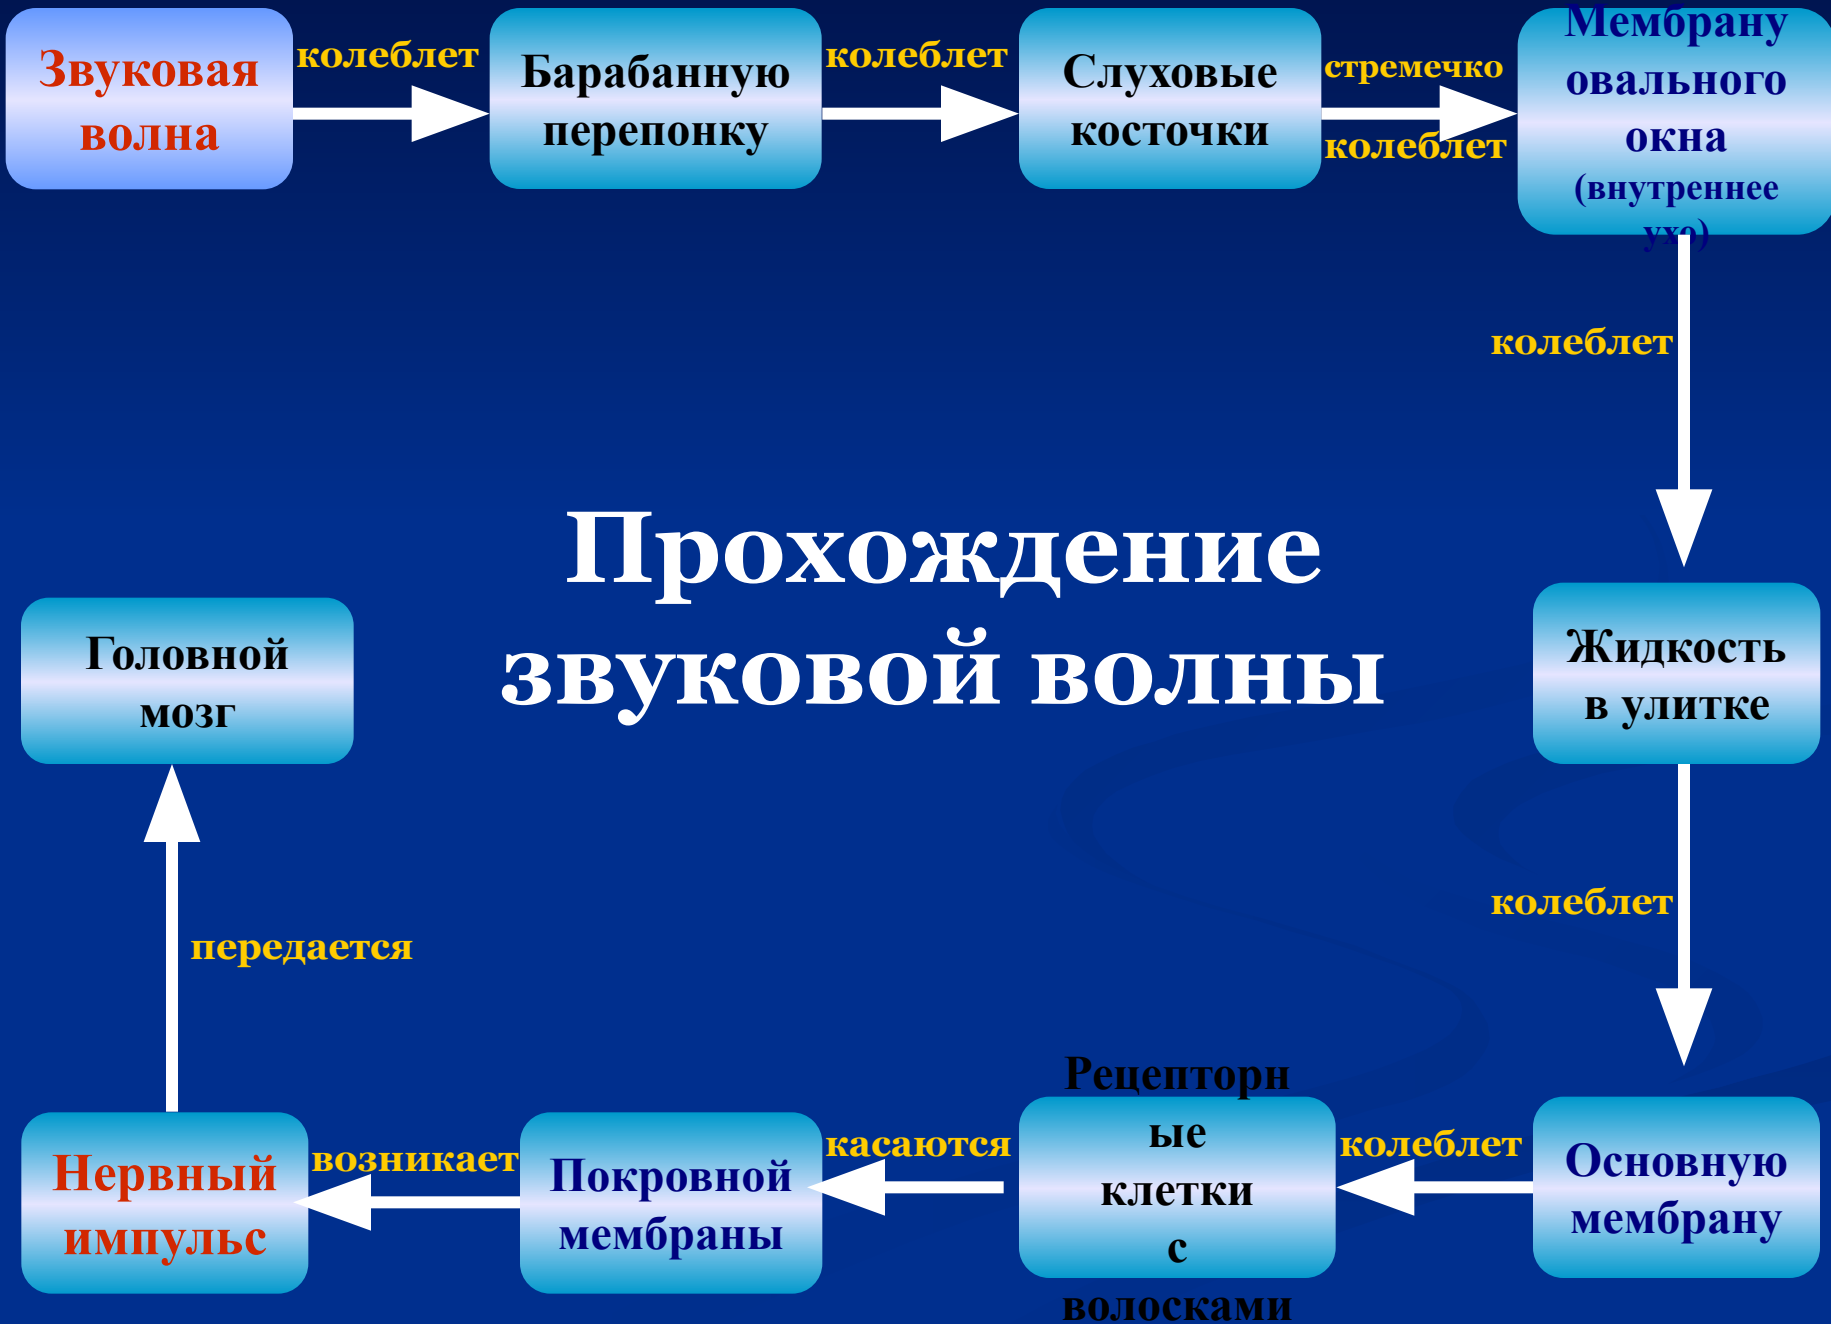 Звуковая
волна
колеблет
Барабанную
перепонку
колеблет
Слуховые
косточки
стремечко
колеблет
Мембрану
овального
окна
(внутреннее
ухо)
колеблет
Прохождение
звуковой волны
Жидкость
в улитке
колеблет
Основную
мембрану
колеблет
Рецепторн
ые
клетки
с
волосками
касаются
Покровной
мембраны
возникает
Нервный
импульс
передается
Головной
мозг